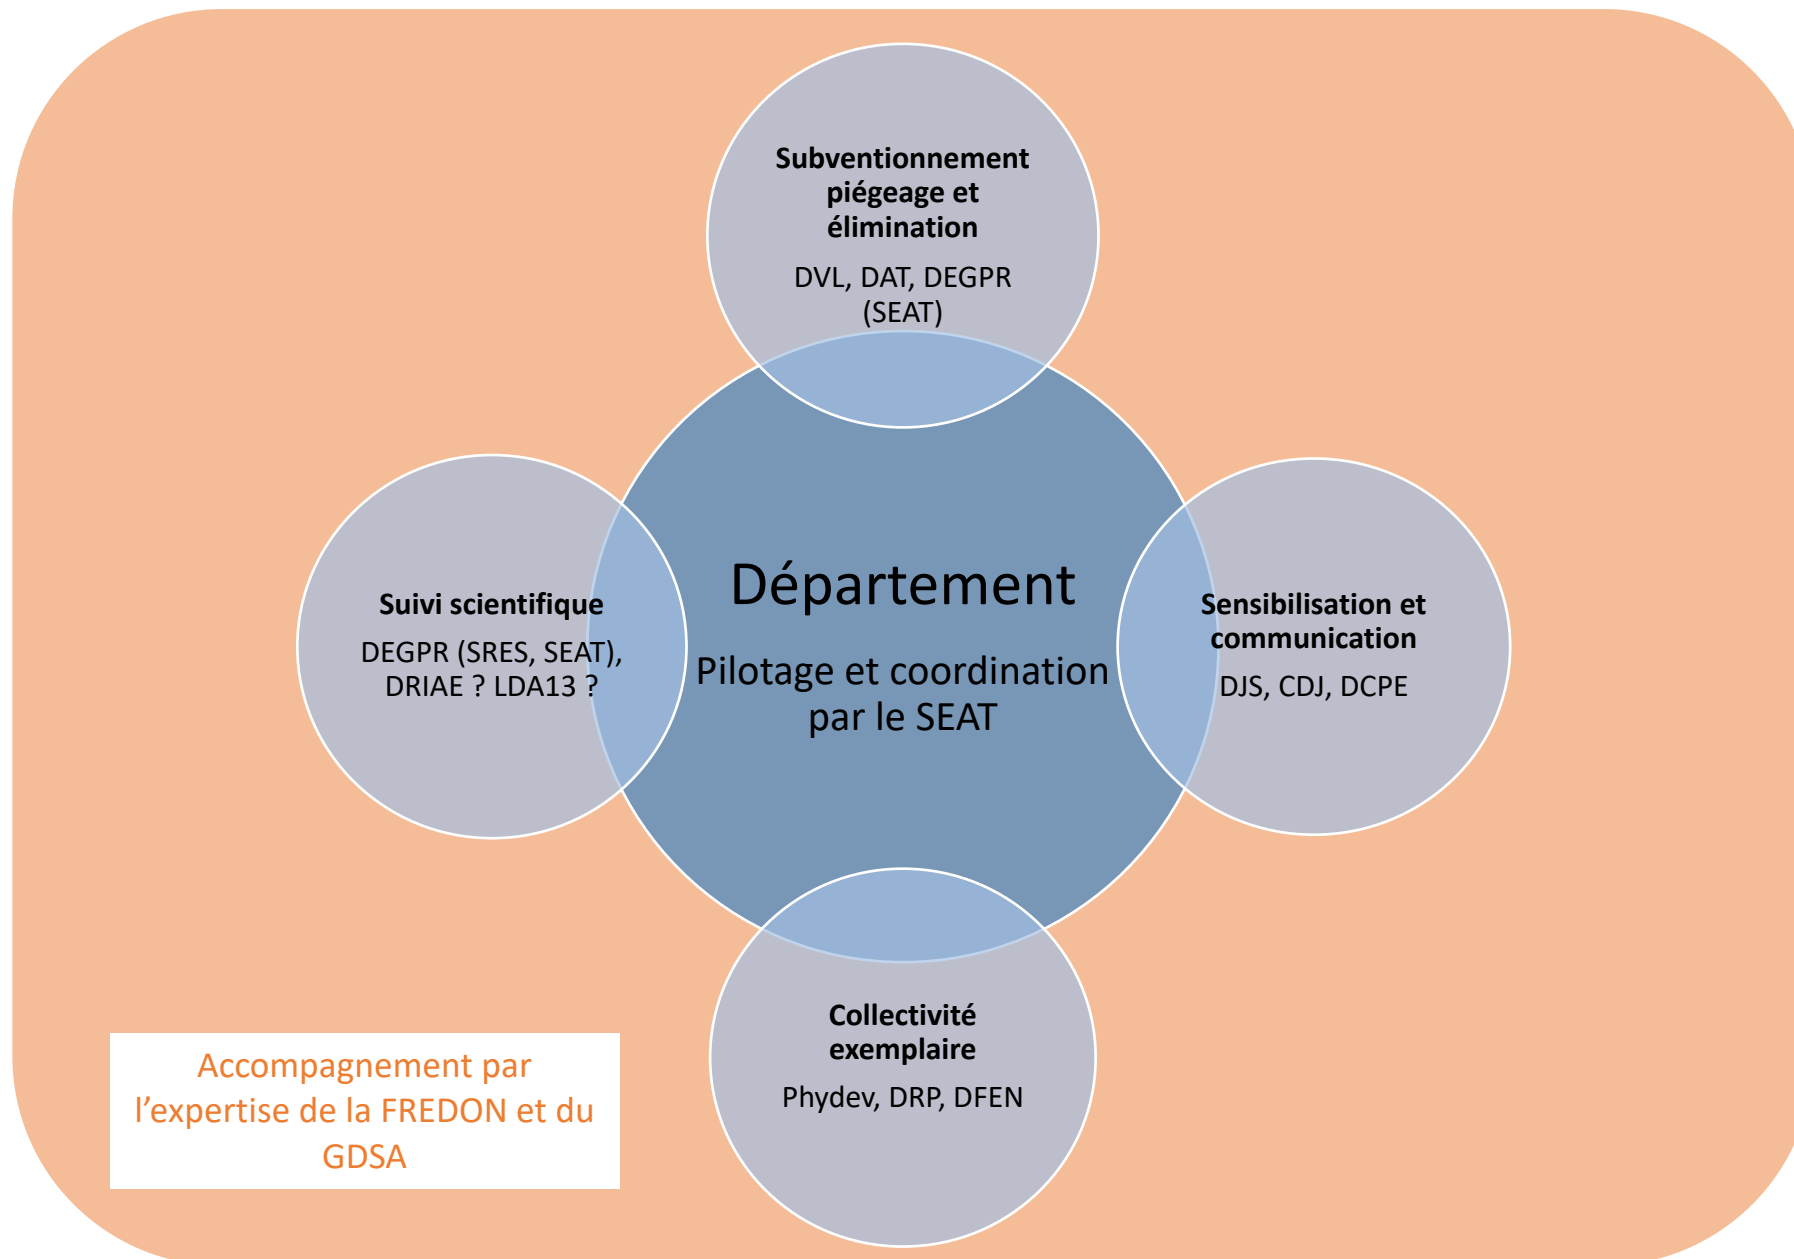 Subventionnement
piégeage et
élimination
DVL, DAT, DEGPR
(SEAT)
Suivi scientifique
DEGPR (SRES, SEAT),
DRIAE ? LDA13 ?
Département
Pilotage et coordination
par le SEAT
Sensibilisation et
communication
DJS, CDJ, DCPE
Collectivité
exemplaire
Phydev, DRP, DFEN
Accompagnement par
l’expertise de la FREDON et du
GDSA